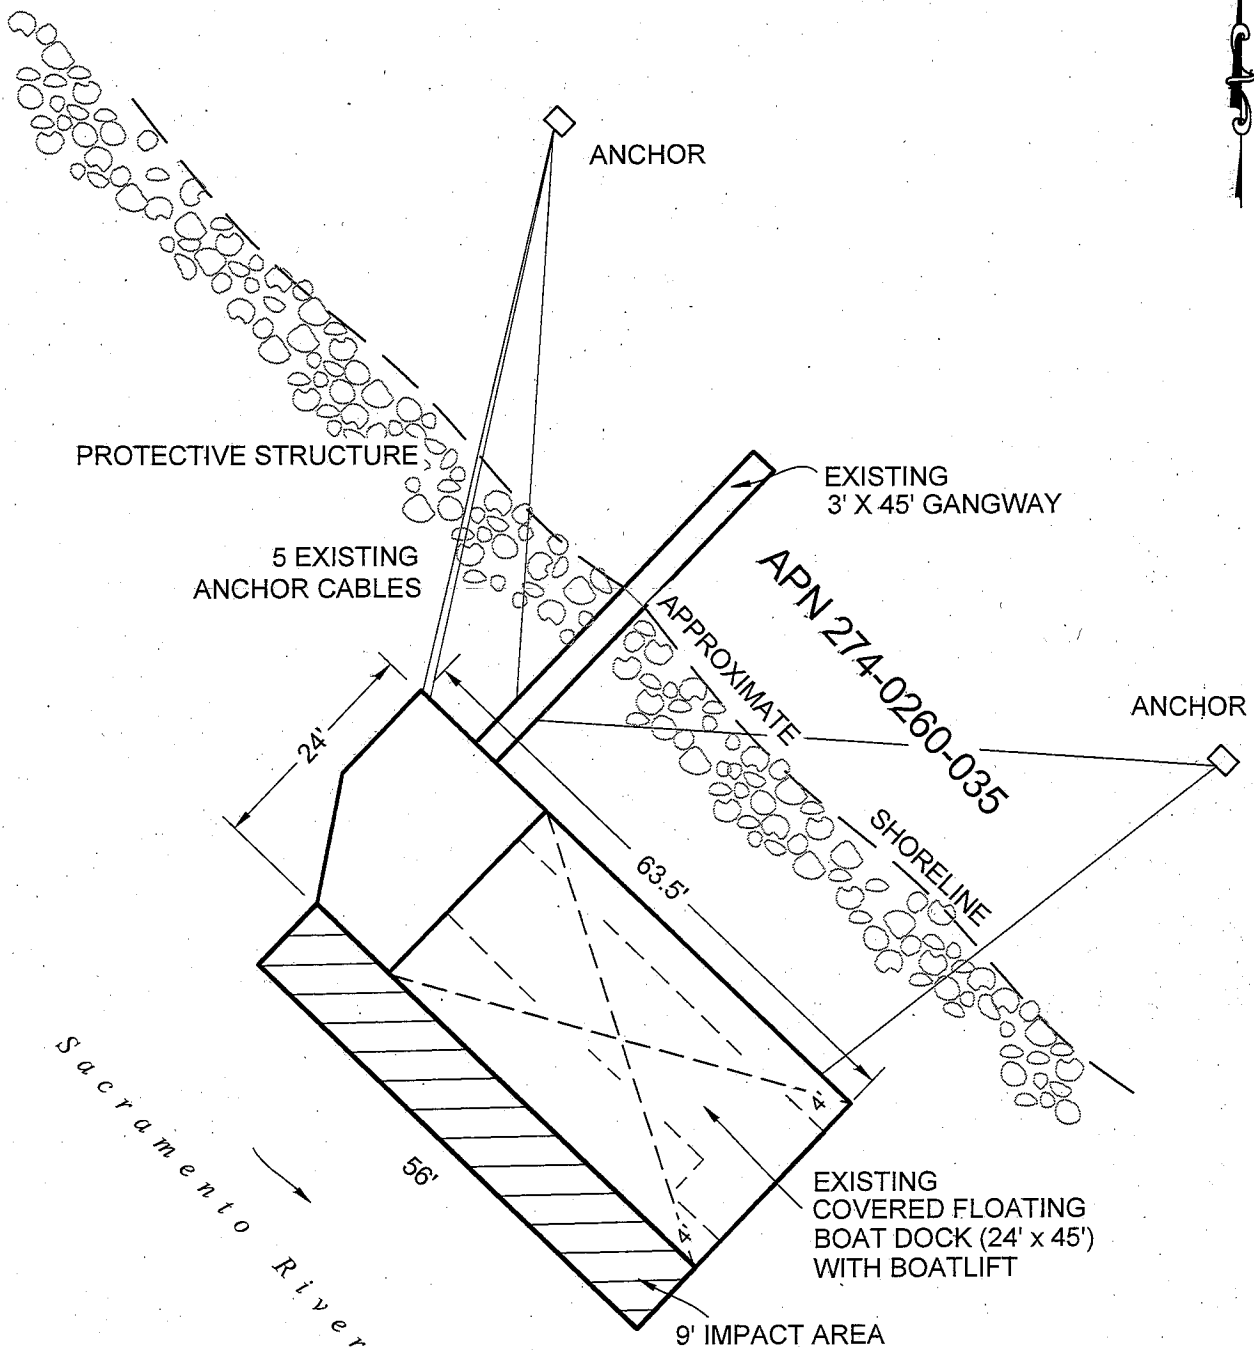 ANCHOR
PROTECTIVE STRUCTURE
EXISTING
3' X 45' GANGWAY
5 EXISTING
ANCHOR CABLES
APN 274-0260-035
APPROXIMATE
SHORELINE
ANCHOR
24'
63.5'
4'
4'
56'
EXISTING
COVERED FLOATING
BOAT DOCK (24' x 45')
WITH BOATLIFT
9' IMPACT AREA
Sacramento River